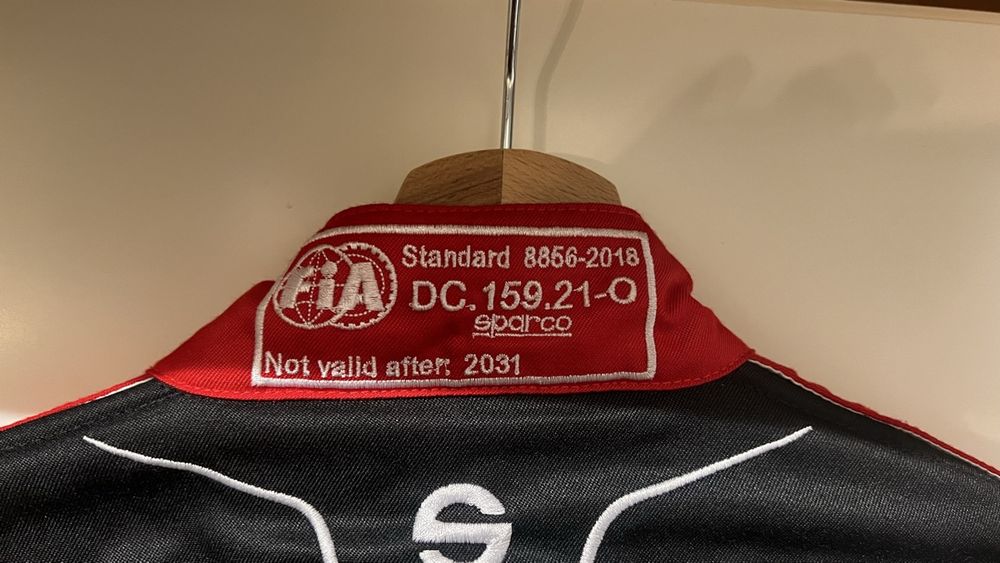 FiA
Standard 8856-2018
DC.159.21-O
sparco
Not valid after: 2031
S